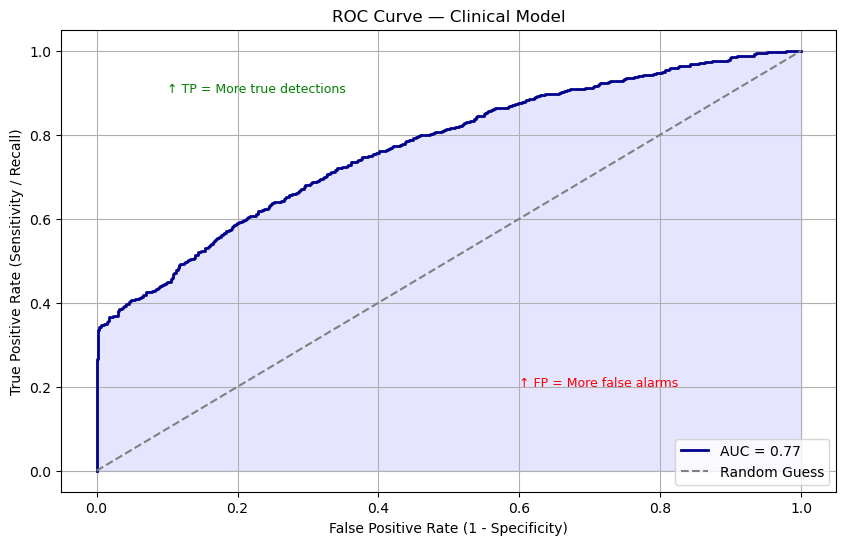 ROC Curve — Clinical Model
True Positive Rate (Sensitivity / Recall)
1.0
0.8
0.6
0.4
0.2
0.0
↑ TP = More true detections
↑ FP = More false alarms
AUC = 0.77
Random Guess
0.0 0.2 0.4 0.6 0.8 1.0
False Positive Rate (1 - Specificity)